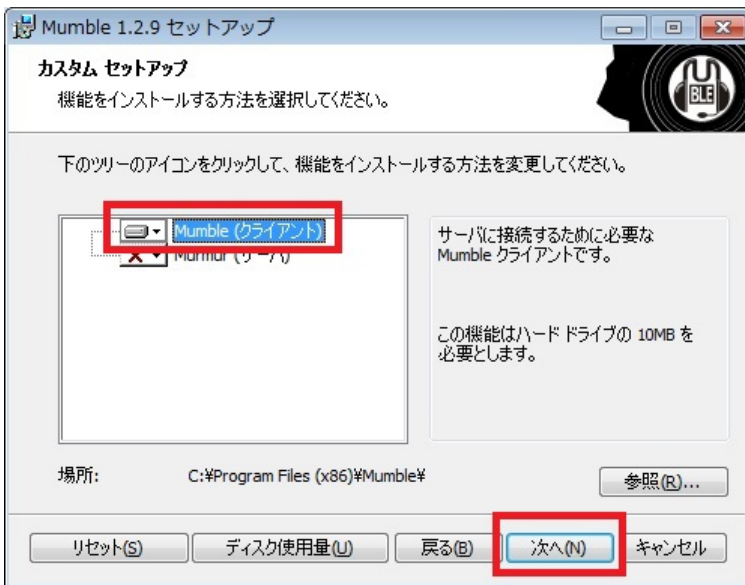 Mumble 1.2.9 セットアップ
カスタム セットアップ
機能をインストールする方法を選択してください。
BLE
下のツリーのアイコンをクリックして、機能をインストールする方法を変更してください。
Mumble (クライアント)
Murmur (サーバ)
サーバに接続するために必要な
Mumble クライアントです。
この機能はハード ドライブの 10MB を
必要とします。
場所:
C:¥Program Files (x86)¥Mumble¥
参照(R)...
リセット(S)
ディスク使用量(U)
戻る(B)
次へ(N)
キャンセル